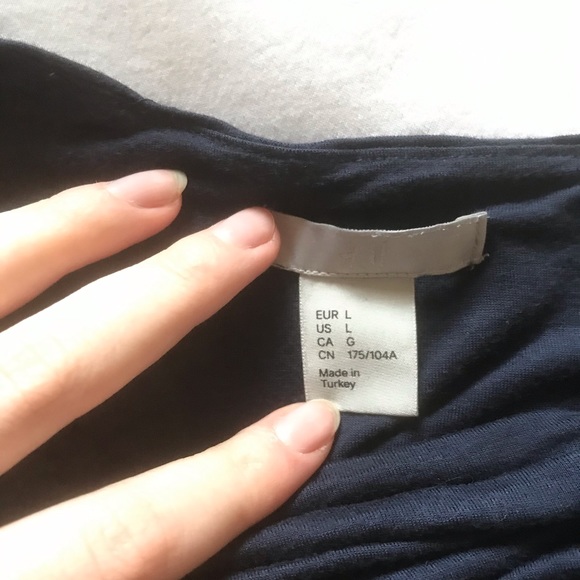 EUR L
US L
CA G
CN 175/104A
Made in
Turkey